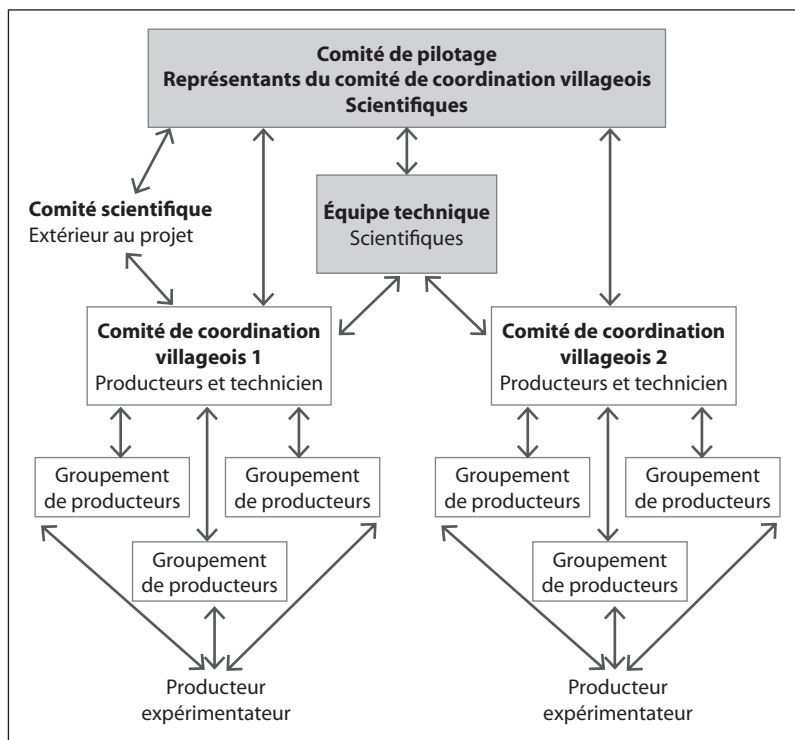 Comité de pilotage
Représentants du comité de coordination villageois
Scientifiques
Comité scientifique
Extérieur au projet
Équipe technique
Scientifiques
Comité de coordination
villageois 1
Producteurs et technicien
Comité de coordination
villageois 2
Producteurs et technicien
Groupement
de producteurs
Groupement
de producteurs
Groupement
de producteurs
Groupement
de producteurs
Groupement
de producteurs
Groupement
de producteurs
Producteur
expérimentateur
Producteur
expérimentateur